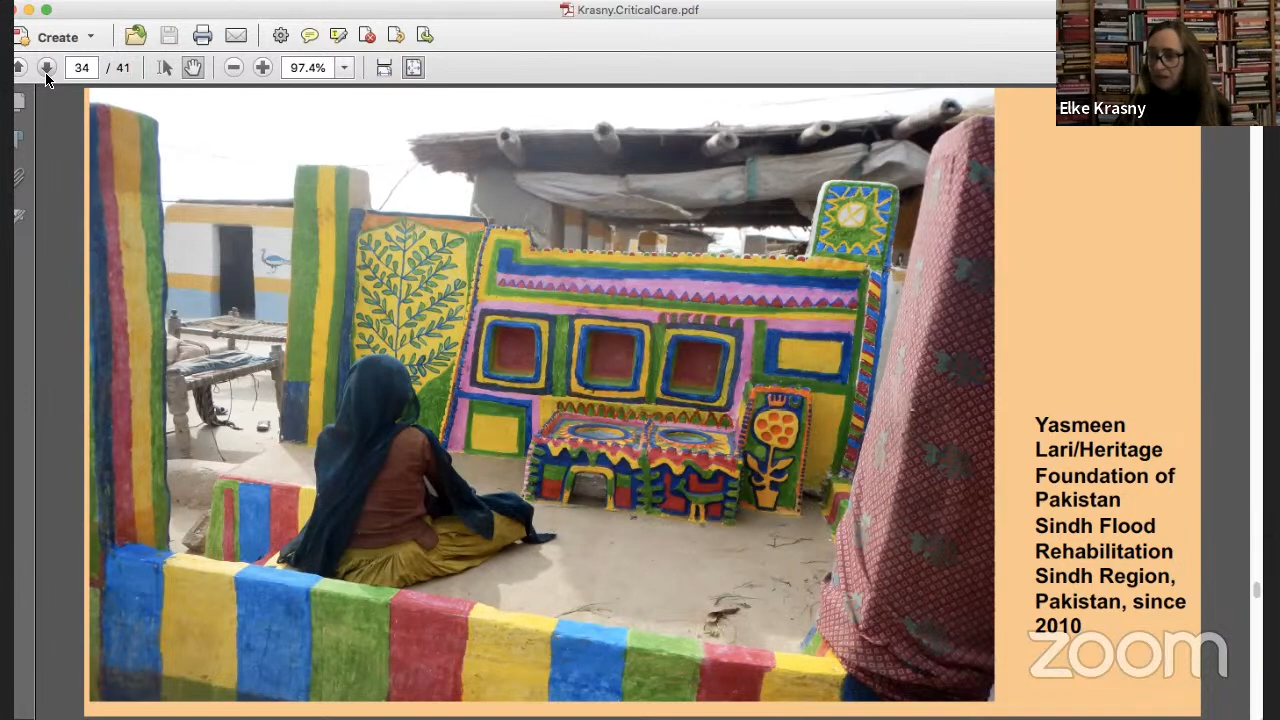 Krasny.CriticalCare.pdf
Create
34 / 41
97.4%
Elke Krasny
Yasmeen
Lari/Heritage
Foundation of
Pakistan
Sindh Flood
Rehabilitation
Sindh Region,
Pakistan, since
2010
zoom